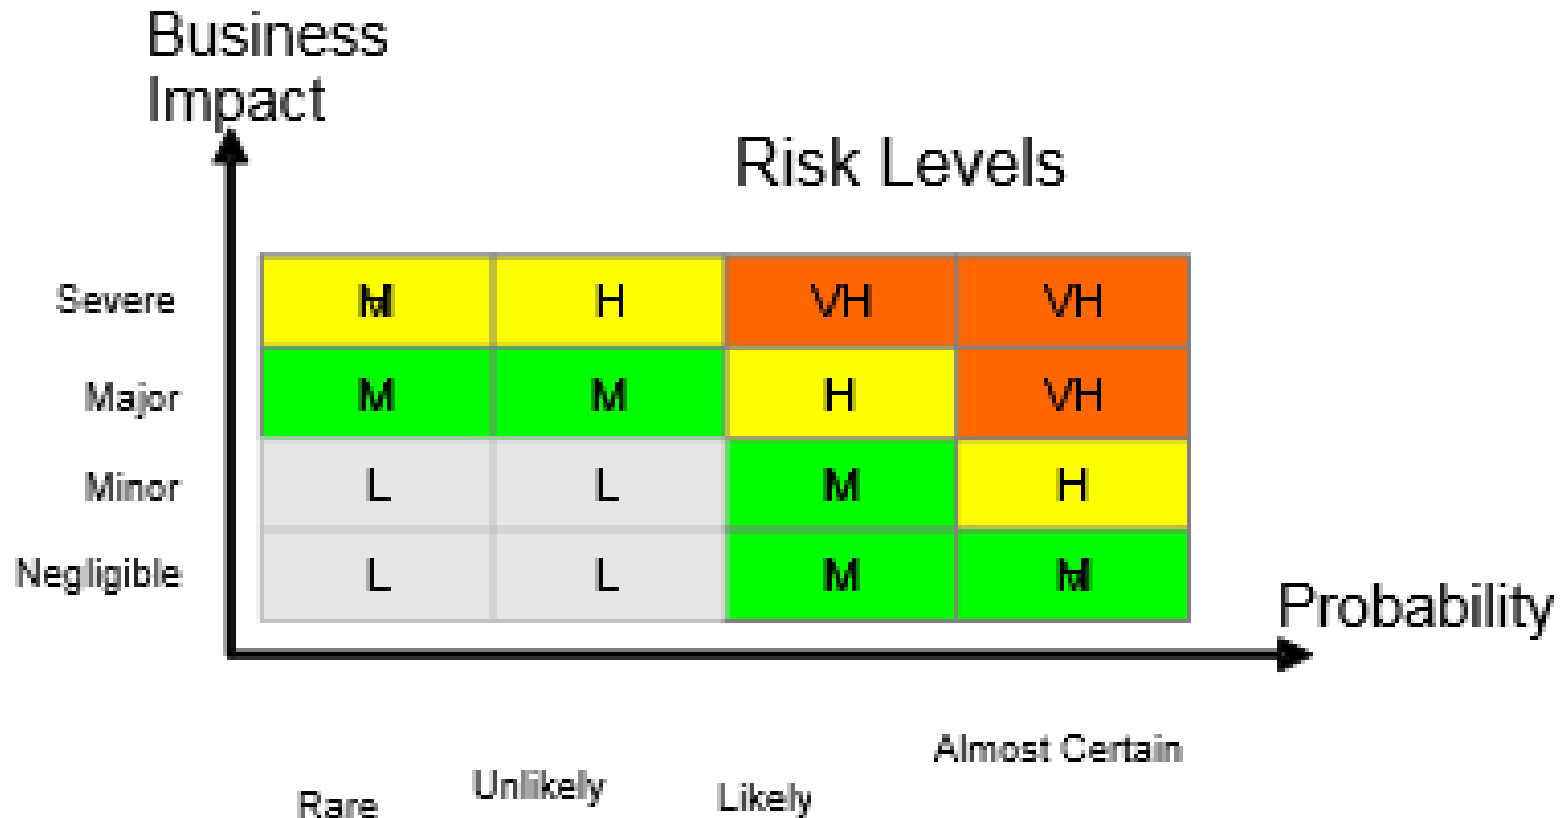 Business
Impact
Risk Levels
Severe H VH VH
Major M M H VH
Minor L L M H
Negligible L L M
Probability
Almost Certain
Unlikely
Rare
Likely